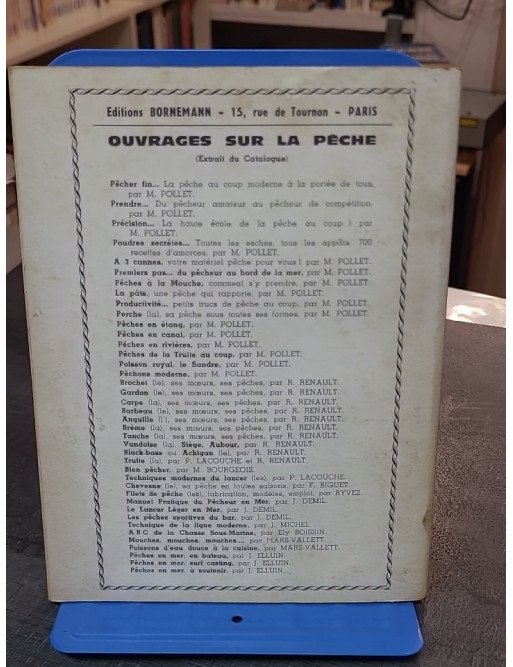 Editions BORNEMANN - 15, rue de Tournon - PARIS
OUVRAGES SUR LA PÊCHE
(Extrait du Catalogue)
Pêcher fin... La pêche au coup moderne à la portée de tous,
par M. POLLET.
Prendre... Du pêcheur amateur au pêcheur de compétition,
par M. POLLET.
Précision... La haute école de la pêche au coup ! par
M. POLLET.
Poudres secrètes... Toutes les esches, tous les appâts, 700
recettes d'amorces, par M. POLLET.
A 3 cannes, votre matériel pêche pour vous ! par M. POLLET.
Premiers pas... du pêcheur au bord de la mer, par M. POLLET.
Pêches à la Mouche, comment s'y prendre, par M. POLLET.
La pâte, une pêche qui rapporte, par M. POLLET.
Productivité... petits trucs de pêche au coup, par M. POLLET.
Perche (la), sa pêche sous toutes ses formes, par M. POLLET
Pêches en étang, par M. POLLET.
Pêches en canal, par M. POLLET.
Pêches en rivières, par M. POLLET.
Pêches de la Truite au coup, par M. POLLET.
Poisson royal, le Sandre, par M. POLLET.
Pêchons moderne, par M. POLLET.
Brochet (le), ses mœurs, ses pêches, par R. RENAULT.
Gardon (le), ses mœurs, ses pêches, par R. RENAULT.
Carpe (la), ses mœurs, ses pêches, par R. RENAULT.
Barbeau (le), ses mœurs, ses pêches, par R. RENAULT.
Anguille (l'), ses mœurs, ses pêches, par R. RENAULT.
Brême (la), ses mœurs, ses pêches, par R. RENAULT.
Tanche (la), ses mœurs, ses pêches, par R. RENAULT.
Vandoise (la), Siège, Aubour, par R. RENAULT.
Black-bass ou Achigan (le), par R. RENAULT.
Truite (la), par P. LACOUCHE et R. RENAULT.
Bien pêcher, par M. BOURGEOIS.
Techniques modernes du lancer (les), par P. LACOUCHE.
Chevesne (le), sa pêche en toutes saisons, par F. BIGUET.
Filets de pêche (les), fabrication, modèles, emploi, par RYVEZ.
Manuel Pratique du Pêcheur en Mer, par J. DEMIL.
Le Lancer Léger en Mer, par J. DEMIL.
Les pêches sportives du bar, par J. DEMIL.
Technique de la ligne moderne, par J. MICHEL.
A B C de la Chasse Sous-Marine, par Ely BOISSIN.
Mouches, mouches, mouches..., par MARS-VALLETT.
Poissons d'eau douce à la cuisine, par MARS-VALLETT.
Pêches en mer, en bateau, par J. ELLUIN.
Pêches en mer, surf casting, par J. ELLUIN.
Pêches en mer, à soutenir, par J. ELLUIN.